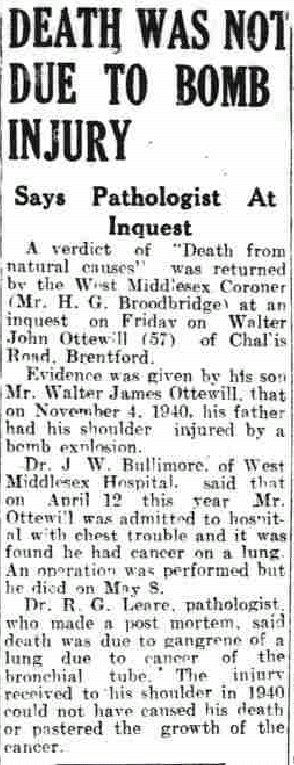 DEATH WAS NOT
DUE TO BOMB
INJURY
Says Pathologist At
Inquest
A verdict of "Death from
natural causes" was returned
by the West Middlesex Coroner
(Mr. H. G. Broodbridge) at an
inquest on Friday on Walter
John Ottewill (57) of Chal'is
Road, Brentford.
Evidence was given by his son
Mr. Walter James Ottewill, that
on November 4, 1940, his father
had his shoulder injured by a
bomb explosion.
Dr. J W. Bullimore, of West
Middlesex Hospital, said that
on April 12 this year Mr.
Ottewill was admitted to hospit-
al with chest trouble and it was
found he had cancer on a lung.
An operation was performed but
he died on May 8.
Dr. R. G. Leare, pathologist,
who made a post mortem, said
death was due to gangrene of a
lung due to cancer of the
bronchial tube. The injury
received to his shoulder in 1940
could not have caused his death
or pastered the growth of the
cancer.